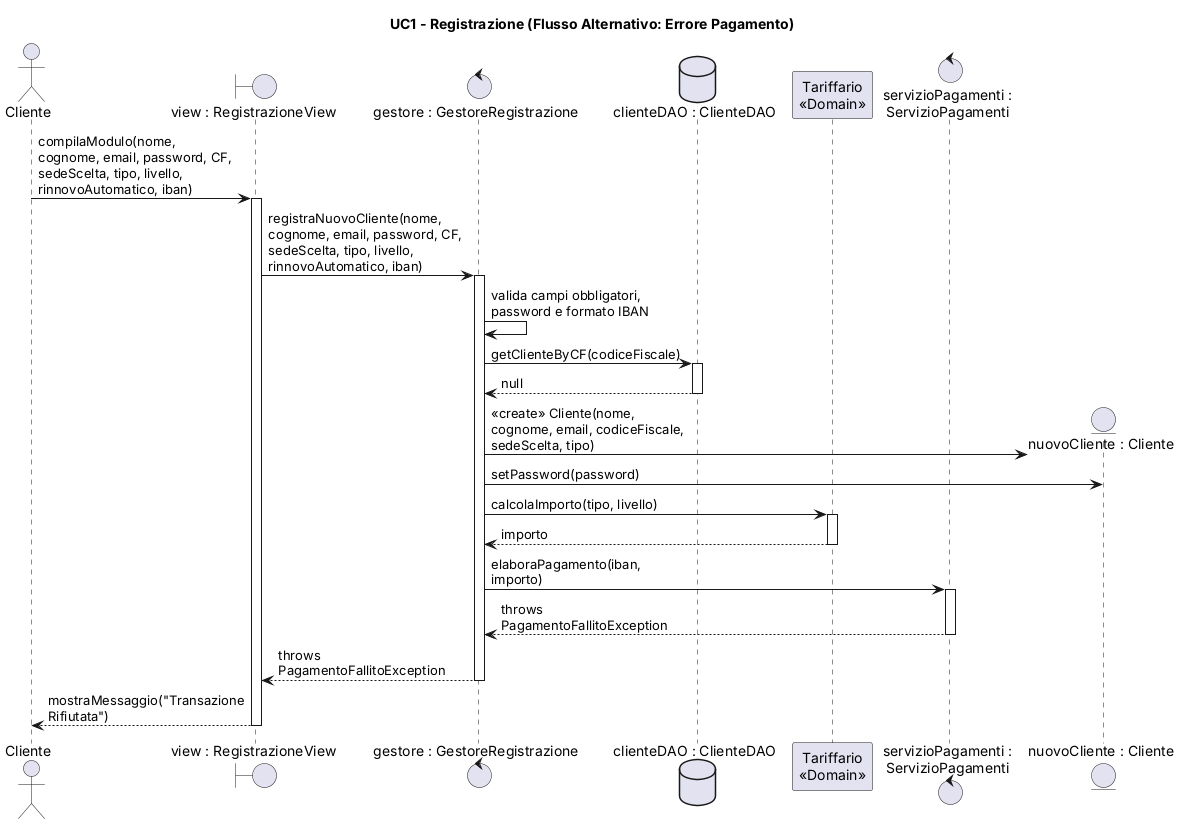 UC1 - Registrazione (Flusso Alternativo: Errore Pagamento)
Cliente
view : RegistrazioneView
gestore : GestoreRegistrazione
clienteDAO : ClienteDAO
Tariffario
«Domain»
servizioPagamenti :
ServizioPagamenti
compilaModulo(nome,
cognome, email, password, CF,
sedeScelta, tipo, livello,
rinnovoAutomatico, iban)
registraNuovoCliente(nome,
cognome, email, password, CF,
sedeScelta, tipo, livello,
rinnovoAutomatico, iban)
valida campi obbligatori,
password e formato IBAN
getClienteByCF(codiceFiscale)
null
«create» Cliente(nome,
cognome, email, codiceFiscale,
sedeScelta, tipo)
nuovoCliente : Cliente
setPassword(password)
calcolaImporto(tipo, livello)
importo
elaboraPagamento(iban,
importo)
throws
PagamentoFallitoException
throws
PagamentoFallitoException
mostraMessaggio("Transazione
Rifiutata")
Cliente
view : RegistrazioneView
gestore : GestoreRegistrazione
clienteDAO : ClienteDAO
Tariffario
«Domain»
servizioPagamenti :
ServizioPagamenti
nuovoCliente : Cliente